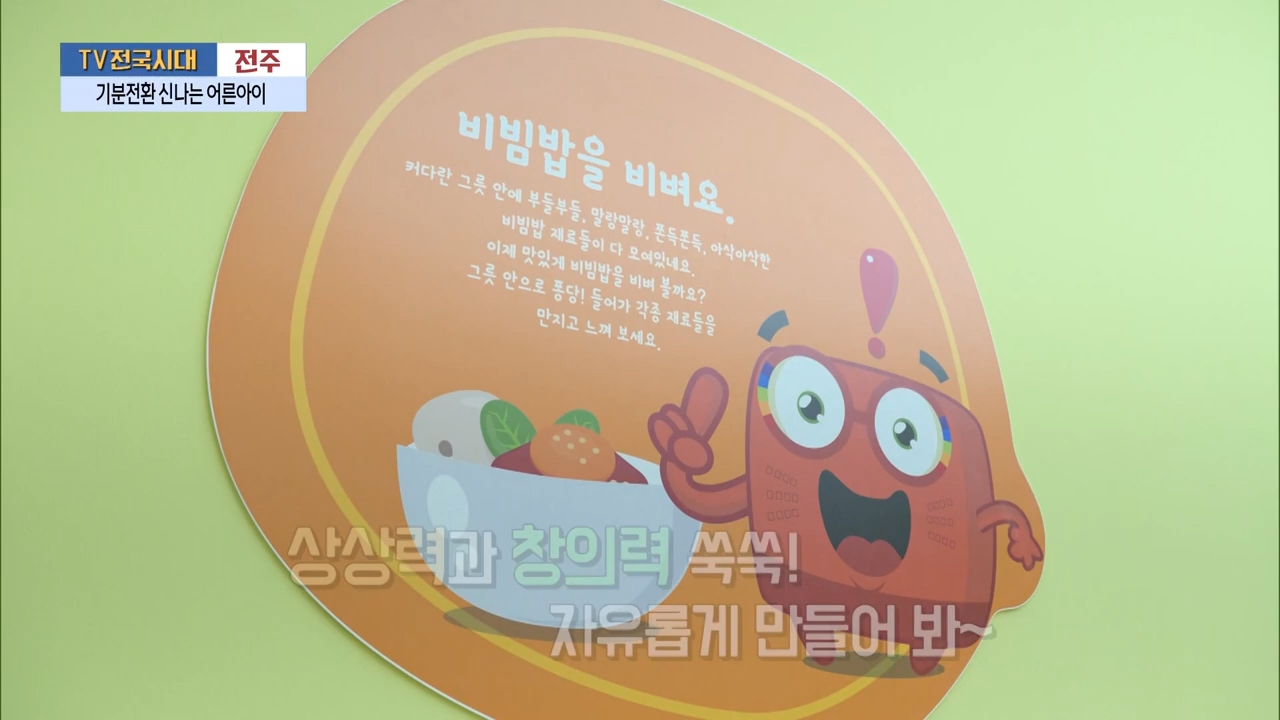 TV전국시대 전주
기분전환 신나는 어른아이
비빔밥을 비벼요.
커다란 그릇 안에 부들부들, 말랑말랑, 쫀득쫀득, 아삭아삭한
비빔밥 재료들이 다 모여있네요.
이제 맛있게 비빔밥을 비벼 볼까요?
그릇 안으로 퐁당! 들어가 각종 재료들을
만지고 느껴 보세요.
상상력과 창의력 쑥쑥!
자유롭게 만들어 봐~